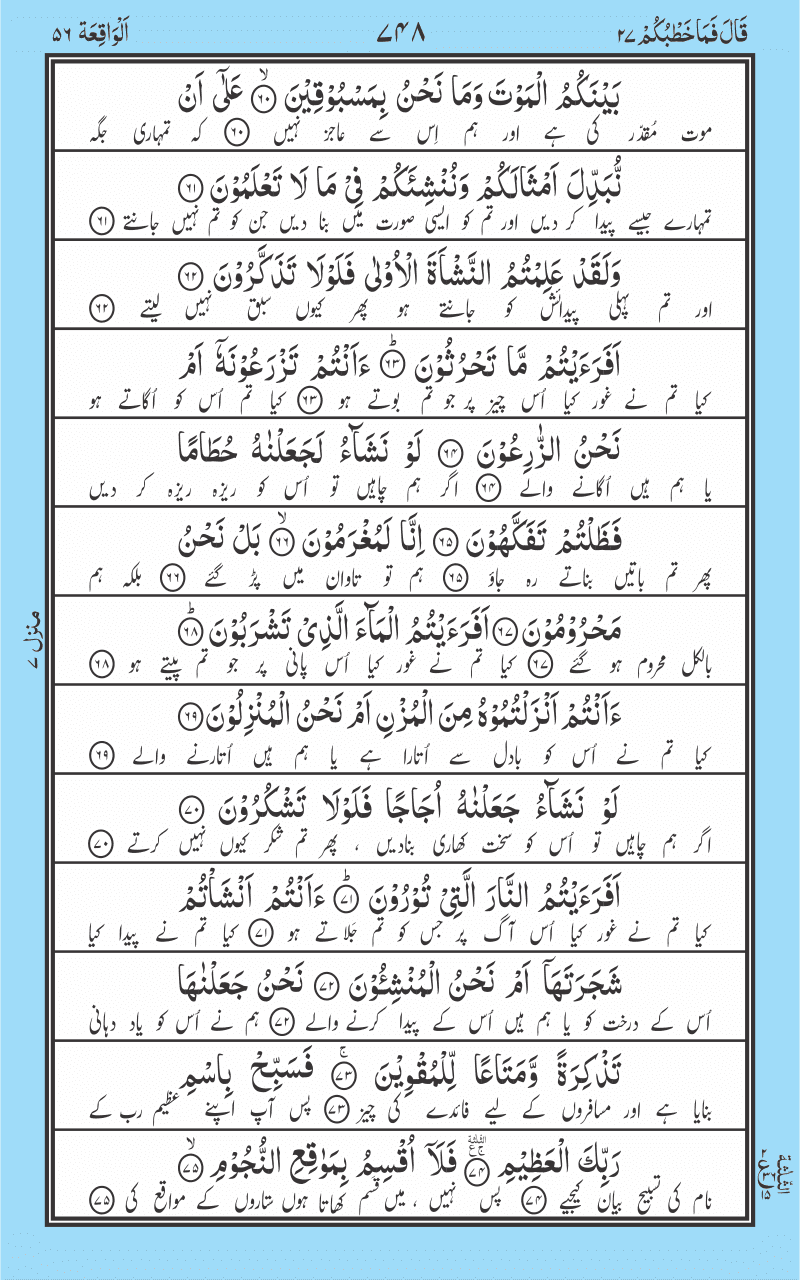 قَالَ فَمَا خَطْبُكُمْ ٢٧ ٧٤٨ اَلْوَاقِعَة ٥٦
بَيْنَكُمُ الْمَوْتَ وَمَا نَحْنُ بِمَسْبُوْقِيْنَ ۙ﴿٦٠﴾ عَلٰٓى اَنْ
موت مُقدّر کی ہے اور ہم اِس سے عاجز نہیں ﴿٦٠﴾ کہ تمہاری جگہ
نُّبَدِّلَ اَمْثَالَكُمْ وَنُنْشِئَكُمْ فِىْ مَا لَا تَعْلَمُوْنَ ﴿٦١﴾
تمہارے جیسے پیدا کر دیں اور تم کو ایسی صورت میں بنا دیں جن کو تم نہیں جانتے ﴿٦١﴾
وَلَقَدْ عَلِمْتُمُ النَّشْاَةَ الْاُوْلٰى فَلَوْلَا تَذَكَّرُوْنَ ﴿٦٢﴾
اور تم پہلی پیدائش کو جانتے ہو پھر کیوں سبق نہیں لیتے ﴿٦٢﴾
اَفَرَءَيْتُمْ مَّا تَحْرُثُوْنَ ؕ﴿٦٣﴾ ءَاَنْتُمْ تَزْرَعُوْنَهٗۤ اَمْ
کیا تم نے غور کیا اُس چیز پر جو تم بوتے ہو ﴿٦٣﴾ کیا تم اُس کو اُگاتے ہو
نَحْنُ الزّٰرِعُوْنَ ﴿٦٤﴾ لَوْ نَشَآءُ لَجَعَلْنٰهُ حُطَامًا
یا ہم ہیں اُگانے والے ﴿٦٤﴾ اگر ہم چاہیں تو اُس کو ریزہ ریزہ کر دیں
فَظَلْتُمْ تَفَكَّهُوْنَ ﴿٦٥﴾ اِنَّا لَمُغْرَمُوْنَ ۙ﴿٦٦﴾ بَلْ نَحْنُ
پھر تم باتیں بناتے رہ جاؤ ﴿٦٥﴾ ہم تو تاوان میں پڑ گئے ﴿٦٦﴾ بلکہ ہم
مَحْرُوْمُوْنَ ﴿٦٧﴾ اَفَرَءَيْتُمُ الْمَآءَ الَّذِىْ تَشْرَبُوْنَ ؕ﴿٦٨﴾
بالکل محروم ہو گئے ﴿٦٧﴾ کیا تم نے غور کیا اُس پانی پر جو تم پیتے ہو ﴿٦٨﴾
ءَاَنْتُمْ اَنْزَلْتُمُوْهُ مِنَ الْمُزْنِ اَمْ نَحْنُ الْمُنْزِلُوْنَ ﴿٦٩﴾
کیا تم نے اُس کو بادل سے اُتارا ہے یا ہم ہیں اُتارنے والے ﴿٦٩﴾
لَوْ نَشَآءُ جَعَلْنٰهُ اُجَاجًا فَلَوْلَا تَشْكُرُوْنَ ﴿٧٠﴾
اگر ہم چاہیں تو اُس کو سخت کھاری بنادیں ، پھر تم شکر کیوں نہیں کرتے ﴿٧٠﴾
اَفَرَءَيْتُمُ النَّارَ الَّتِىْ تُوْرُوْنَ ؕ﴿٧١﴾ ءَاَنْتُمْ اَنْشَاْتُمْ
کیا تم نے غور کیا اُس آگ پر جس کو تم جَلاتے ہو ﴿٧١﴾ کیا تم نے پیدا کیا
شَجَرَتَهَاۤ اَمْ نَحْنُ الْمُنْشِـُٔوْنَ ﴿٧٢﴾ نَحْنُ جَعَلْنٰهَا
اُس کے درخت کو یا ہم ہیں اُس کے پیدا کرنے والے ﴿٧٢﴾ ہم نے اُس کو یاد دہانی
تَذْكِرَةً وَّمَتَاعًا لِّلْمُقْوِيْنَ ۚ﴿٧٣﴾ فَسَبِّحْ بِاسْمِ
بنایا ہے اور مسافروں کے لیے فائدے کی چیز ﴿٧٣﴾ پس آپ اپنے عظیم رب کے
رَبِّكَ الْعَظِيْمِ ﴿٧٤﴾ فَلَاۤ اُقْسِمُ بِمَوٰقِعِ النُّجُوْمِ ۙ﴿٧٥﴾
نام کی تسبیح بیان کیجیے ﴿٧٤﴾ پس نہیں ، میں قسم کھاتا ہوں ستاروں کے مواقع کی ﴿٧٥﴾
منزل ٧